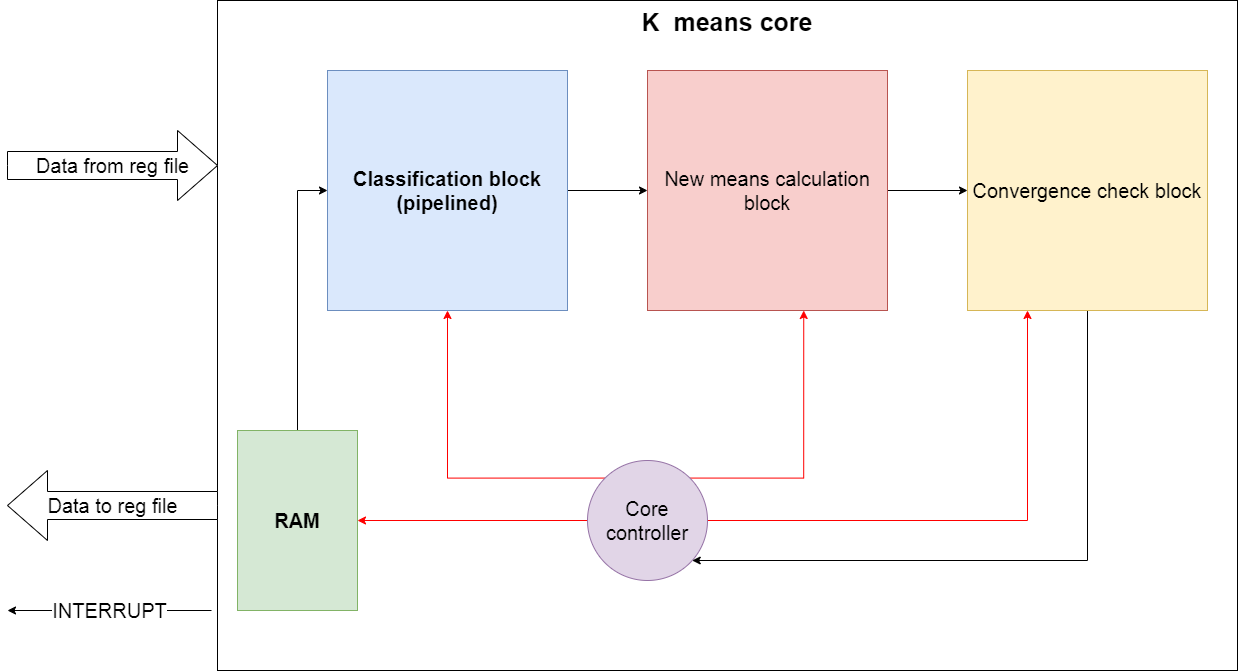 K means core
Data from reg file
Classification block
(pipelined)
New means calculation
block
Convergence check block
Data to reg file
RAM
Core
controller
INTERRUPT